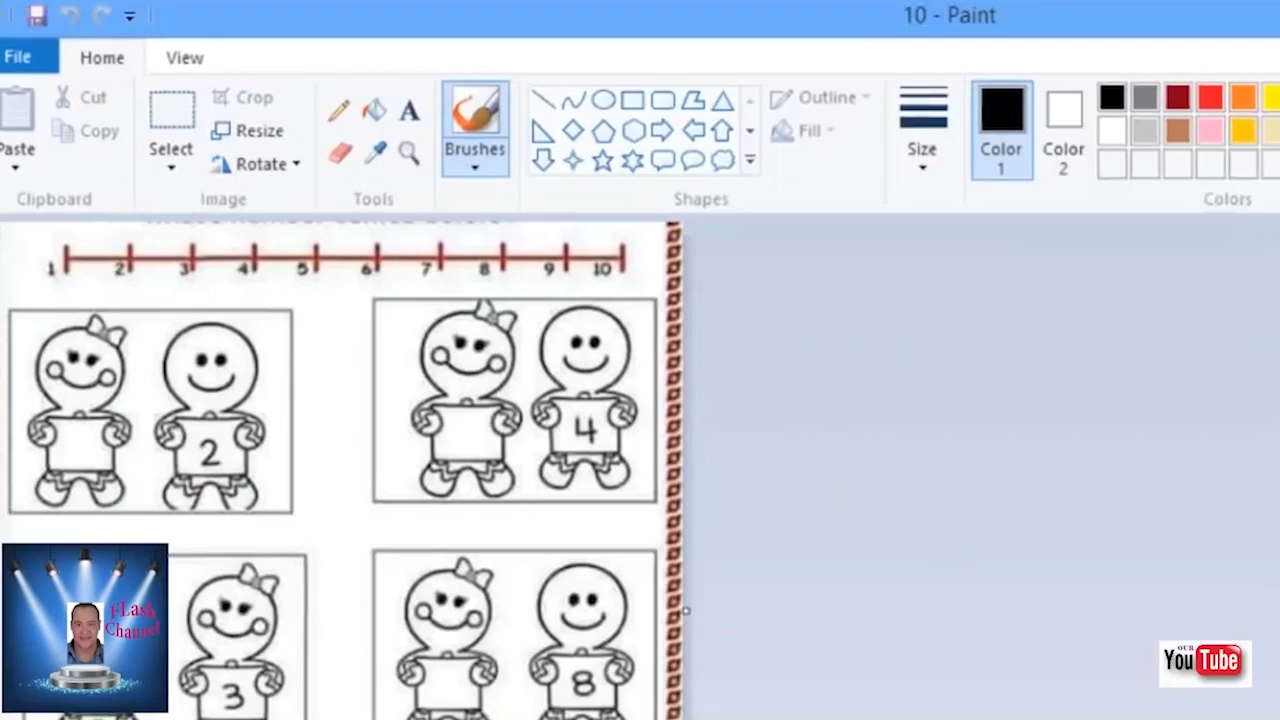 10 - Paint
File Home View
Paste Cut Copy Clipboard
Select Crop Resize Rotate Image
A Tools
Brushes
Outline Fill Shapes
Size
Color 1
Color 2
Colors
1 2 3 4 5 6 7 8 9 10
2
4
3
8
FLash
Channel
OUR
YouTube